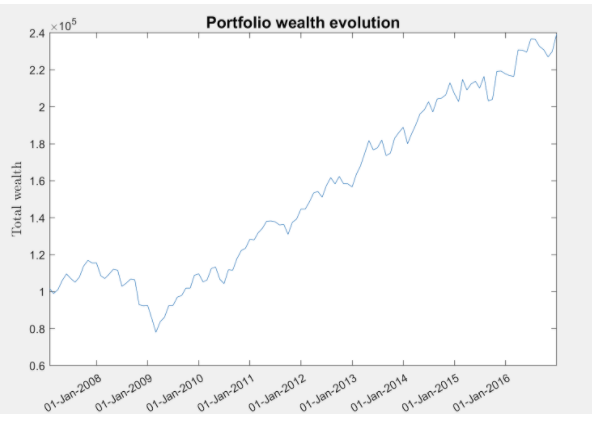 Portfolio wealth evolution
×10⁵
2.4
2.2
2
1.8
1.6
1.4
1.2
1
0.8
0.6
Total wealth
01-Jan-2008
01-Jan-2009
01-Jan-2010
01-Jan-2011
01-Jan-2012
01-Jan-2013
01-Jan-2014
01-Jan-2015
01-Jan-2016